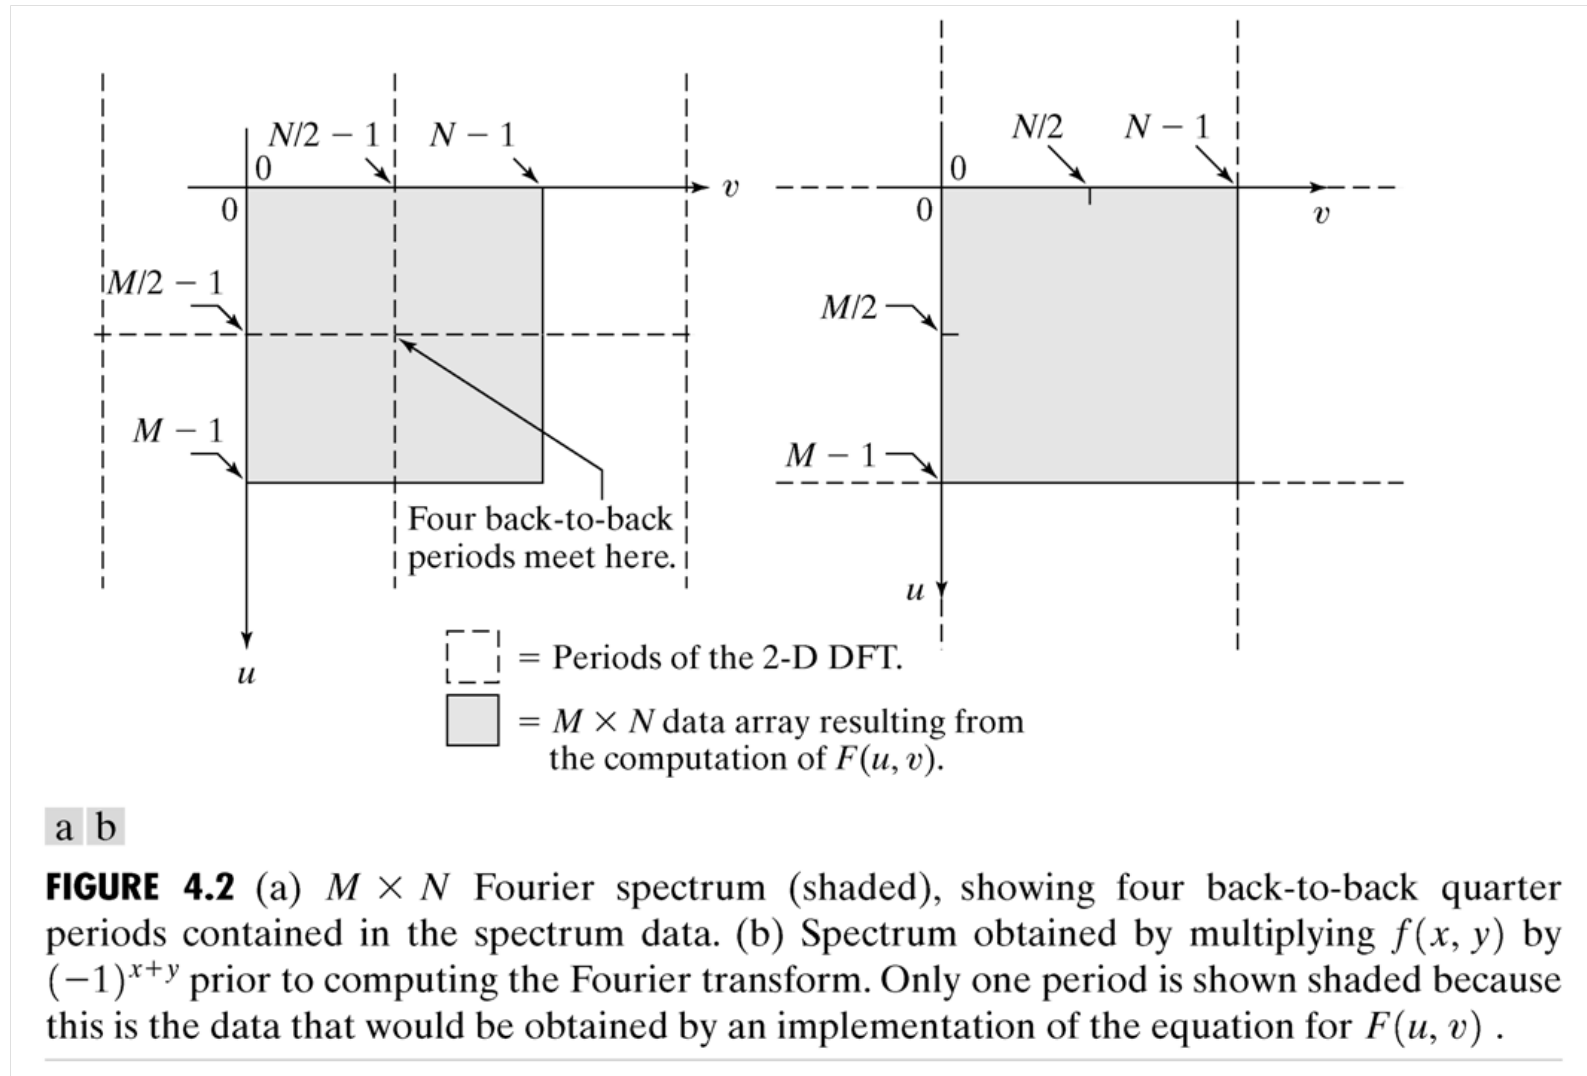 N/2 − 1
N − 1
0
v
0
M/2 − 1
M − 1
Four back-to-back
periods meet here.
u
N/2
N − 1
0
0
v
M/2
M − 1
u
= Periods of the 2-D DFT.
= M × N data array resulting from
the computation of F(u, v).
a b
FIGURE 4.2 (a) M × N Fourier spectrum (shaded), showing four back-to-back quarter
periods contained in the spectrum data. (b) Spectrum obtained by multiplying f(x, y) by
(−1)ˣ⁺ʸ prior to computing the Fourier transform. Only one period is shown shaded because
this is the data that would be obtained by an implementation of the equation for F(u, v) .